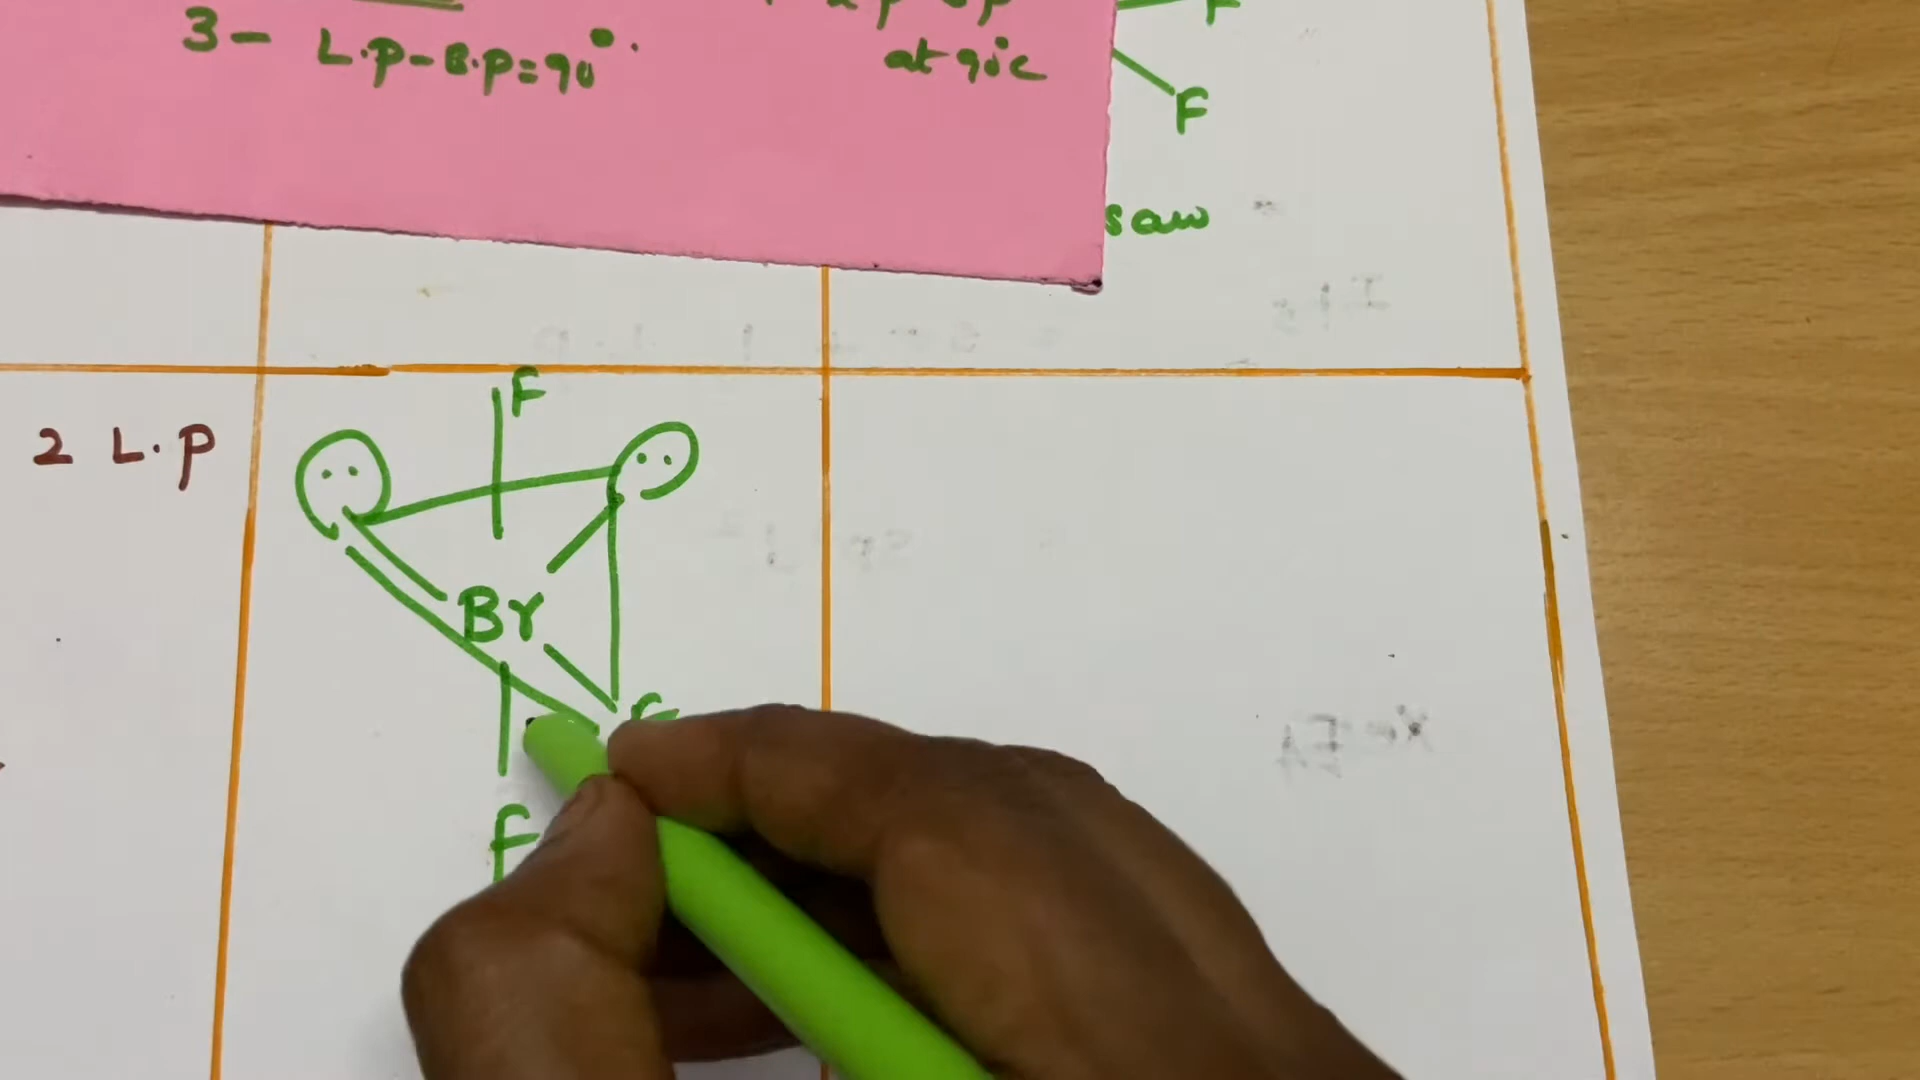 3 - L.p-B.p=90°.
at 90°c
F
F
saw
2 L.P
F
Br
F